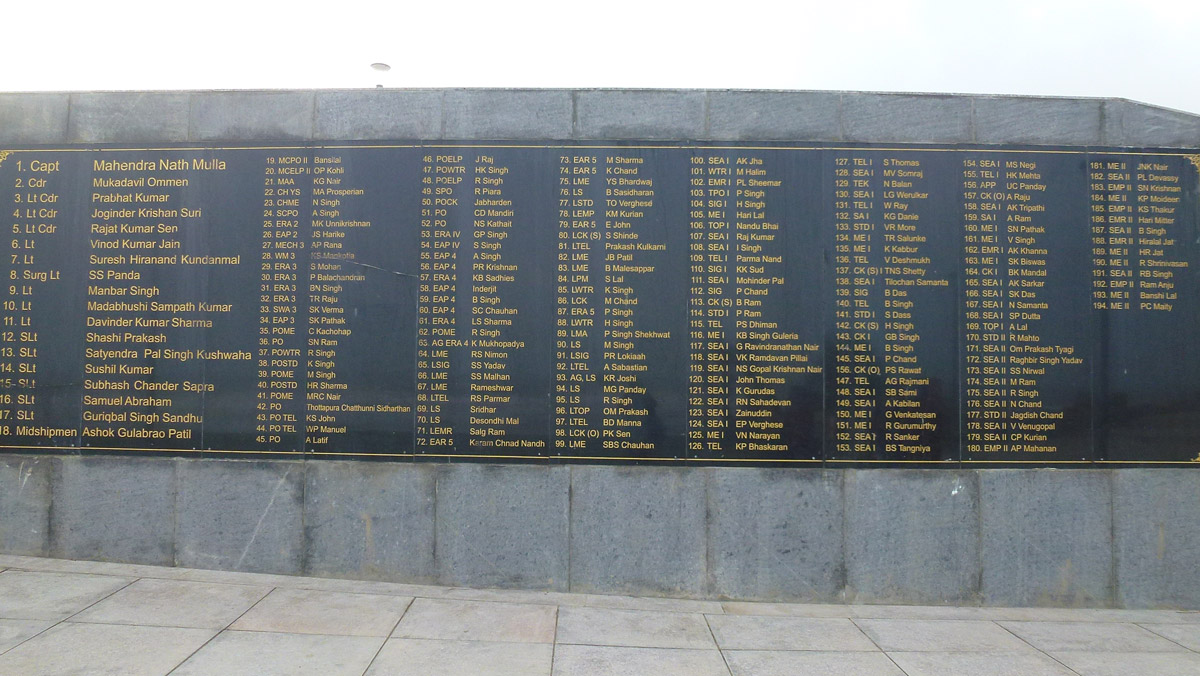 1. Capt Mahendra Nath Mulla
2. Cdr Mukadavil Ommen
3. Lt Cdr Prabhat Kumar
4. Lt Cdr Joginder Krishan Suri
5. Lt Cdr Rajat Kumar Sen
6. Lt Vinod Kumar Jain
7. Lt Suresh Hiranand Kundanmal
8. Surg Lt SS Panda
9. Lt Manbar Singh
10. Lt Madabhushi Sampath Kumar
11. Lt Davinder Kumar Sharma
12. SLt Shashi Prakash
13. SLt Satyendra Pal Singh Kushwaha
14. SLt Sushil Kumar
15- SLt Subhash Chander Sapra
16. SLt Samuel Abraham
17. SLt Guriqbal Singh Sandhu
18. Midshipmen Ashok Gulabrao Patil
19. MCPO II Bansilal
20. MCELP II OP Kohli
21. MAA KG Nair
22. CH YS MA Prosperian
23. CHME N Singh
24. SCPO A Singh
25. ERA 2 MK Unnikrishnan
26. EAP 2 JS Harike
27. MECH 3 AP Rana
28. WM 3
29. ERA 3 S Mohan
30. ERA 3 P Balachandran
31. ERA 3 BN Singh
32. ERA 3 TR Raju
33. SWA 3 SK Verma
34. EAP 3 SK Pathak
35. POME C Kachohap
36. PO SN Ram
37. POWTR R Singh
38. POSTD K Singh
39. POME M Singh
40. POSTD HR Sharma
41. POME MRC Nair
42. PO Thottapura Chatthunni Sidharthan
43. PO TEL KS John
44. PO TEL WP Manuel
45. PO A Latif
46. POELP J Raj
47. POWTR HK Singh
48. POELP R Singh
49. SPO R Piara
50. POCK Jabharden
51. PO CD Mandiri
52. PO NS Kathait
53. ERA IV GP Singh
54. EAP IV S Singh
55. EAP 4 A Singh
56. EAP 4 PR Krishnan
57. EAP 4 KB Sadhies
58. EAP 4 Inderjit
59. EAP 4 B Singh
60. EAP 4 SC Chauhan
61. ERA 4 LS Sharma
62. POME R Singh
63. AG ERA 4 K Mukhopadya
64. LME RS Nimon
65. LSIG SS Yadav
66. LME SS Malhan
67. LME Rameshwar
68. LTEL RS Parmar
69. LS Sridhar
70. LS Desondhi Mal
71. LEMR Salg Ram
72. EAR 5 Karam Chnad Nandh
73. EAR 5 M Sharma
74. EAR 5 K Chand
75. LME YS Bhardwaj
76. LS B Sasidharan
77. LSTD TO Verghese
78. LEMP KM Kurian
79. EAR 5 E John
80. LCK (S) S Shinde
81. LTEL Prakash Kulkarni
82. LME JB Patil
83. LME B Malesappar
84. LPM S Lal
85. LWTR K Singh
86. LCK M Chand
87. ERA 5 P Singh
88. LWTR H Singh
89. LMA P Singh Shekhwat
90. LS M Singh
91. LSIG PR Lokiaah
92. LTEL A Sabastian
93. AG, LS KR Joshi
94. LS MG Panday
95. LS R Singh
96. LTOP OM Prakash
97. LTEL BD Manna
98. LCK (O) PK Sen
99. LME SBS Chauhan
100. SEA I AK Jha
101. WTR I M Halim
102. EMR I PL Sheemar
103. TPO I P Singh
104. SIG I H Singh
105. ME I Hari Lal
106. TOP I Nandu Bhai
107. SEA I Raj Kumar
108. SEA I I Singh
109. TEL I Parma Nand
110. SIG I KK Sud
111. SEA I Mohinder Pal
112. SIG P Chand
113. CK (S) B Ram
114. STD I P Ram
115. TEL PS Dhiman
116. ME I KB Singh Guleria
117. SEA I G Ravindranathan Nair
118. SEA I VK Ramdavan Pillai
119. SEA I NS Gopal Krishnan Nair
120. SEA I John Thomas
121. SEA I K Gurudas
122. SEA I RN Sahadevan
123. SEA I Zainuddin
124. SEA I EP Verghese
125. ME I VN Narayan
126. TEL KP Bhaskaran
127. TEL I S Thomas
128. SEA I MV Somraj
129. TEK N Balan
130. SEA I LG Werulkar
131. TEL I W Ray
132. SA I KG Danie
133. STD I VR More
134. ME I TR Salunke
135. ME I K Kabbur
136. TEL V Deshmukh
137. CK (S) I TNS Shetty
138. SEA I Tilochan Samanta
139. SIG B Das
140. TEL B Singh
141. STD I S Dass
142. CK (S) H Singh
143. CK I GB Singh
144. ME I B Singh
145. SEA I P Chand
156. CK (O) PS Rawat
147. TEL AG Rajmani
148. SEA I SB Sami
149. SEA I A Kabilan
150. ME I G Venkatesan
151. ME I R Gurumurthy
152. SEA I R Sanker
153. SEA I BS Tangniya
154. SEA I MS Negi
155. TEL I HK Mehta
156. APP UC Panday
157. CK (O) A Raju
158. SEA I AK Tripathi
159. SA I A Ram
160. ME I SN Pathak
161. ME I V Singh
162. EMR I AK Khanna
163. ME I SK Biswas
164. CK I BK Mandal
165. SEA I AK Sarkar
166. SEA I SK Das
167. SEA I N Samanta
168. SEA I SP Dutta
169. TOP I A Lal
170. STD II R Mahto
171. SEA II Om Prakash Tyagi
172. SEA II Raghbir Singh Yadav
173. SEA II SS Nirwal
174. SEA II M Ram
175. SEA II R Singh
176. SEA II N Chand
177. STD II Jagdish Chand
178. SEA II V Venugopal
179. SEA II CP Kurian
180. EMP II AP Mahanan
181. ME II JNK Nair
182. SEA II PL Devassy
183. EMP II SN Krishnan
184. ME II KP Moideen
185. EMP II KS Thakur
186. EMR II Hari Mitter
187. SEA II B Singh
188. EMR II Hiralal Jat
189. ME II HR Jat
190. ME II R Shrinivasan
191. SEA II RB Singh
192. EMP II Ram Anju
193. ME II Banshi Lal
194. ME II PC Maity